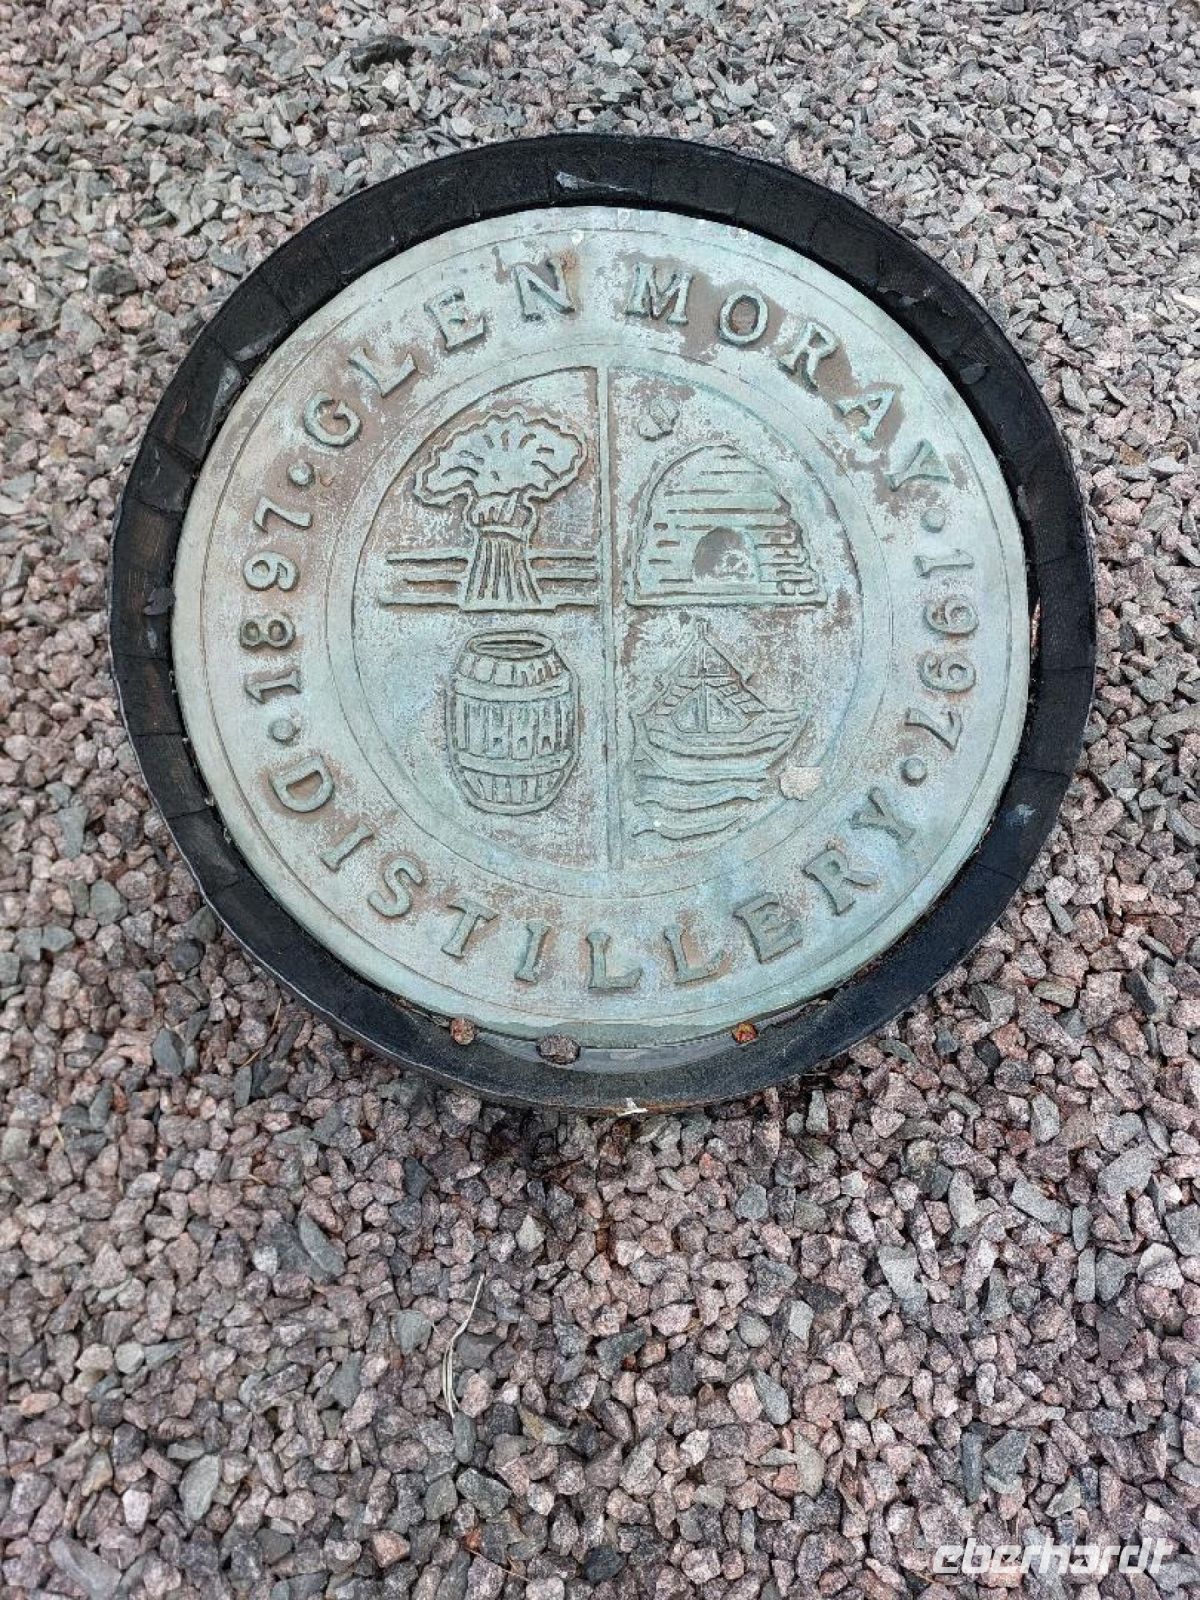 GLEN MORAY
1897
1997
DISTILLERY
eberhardt